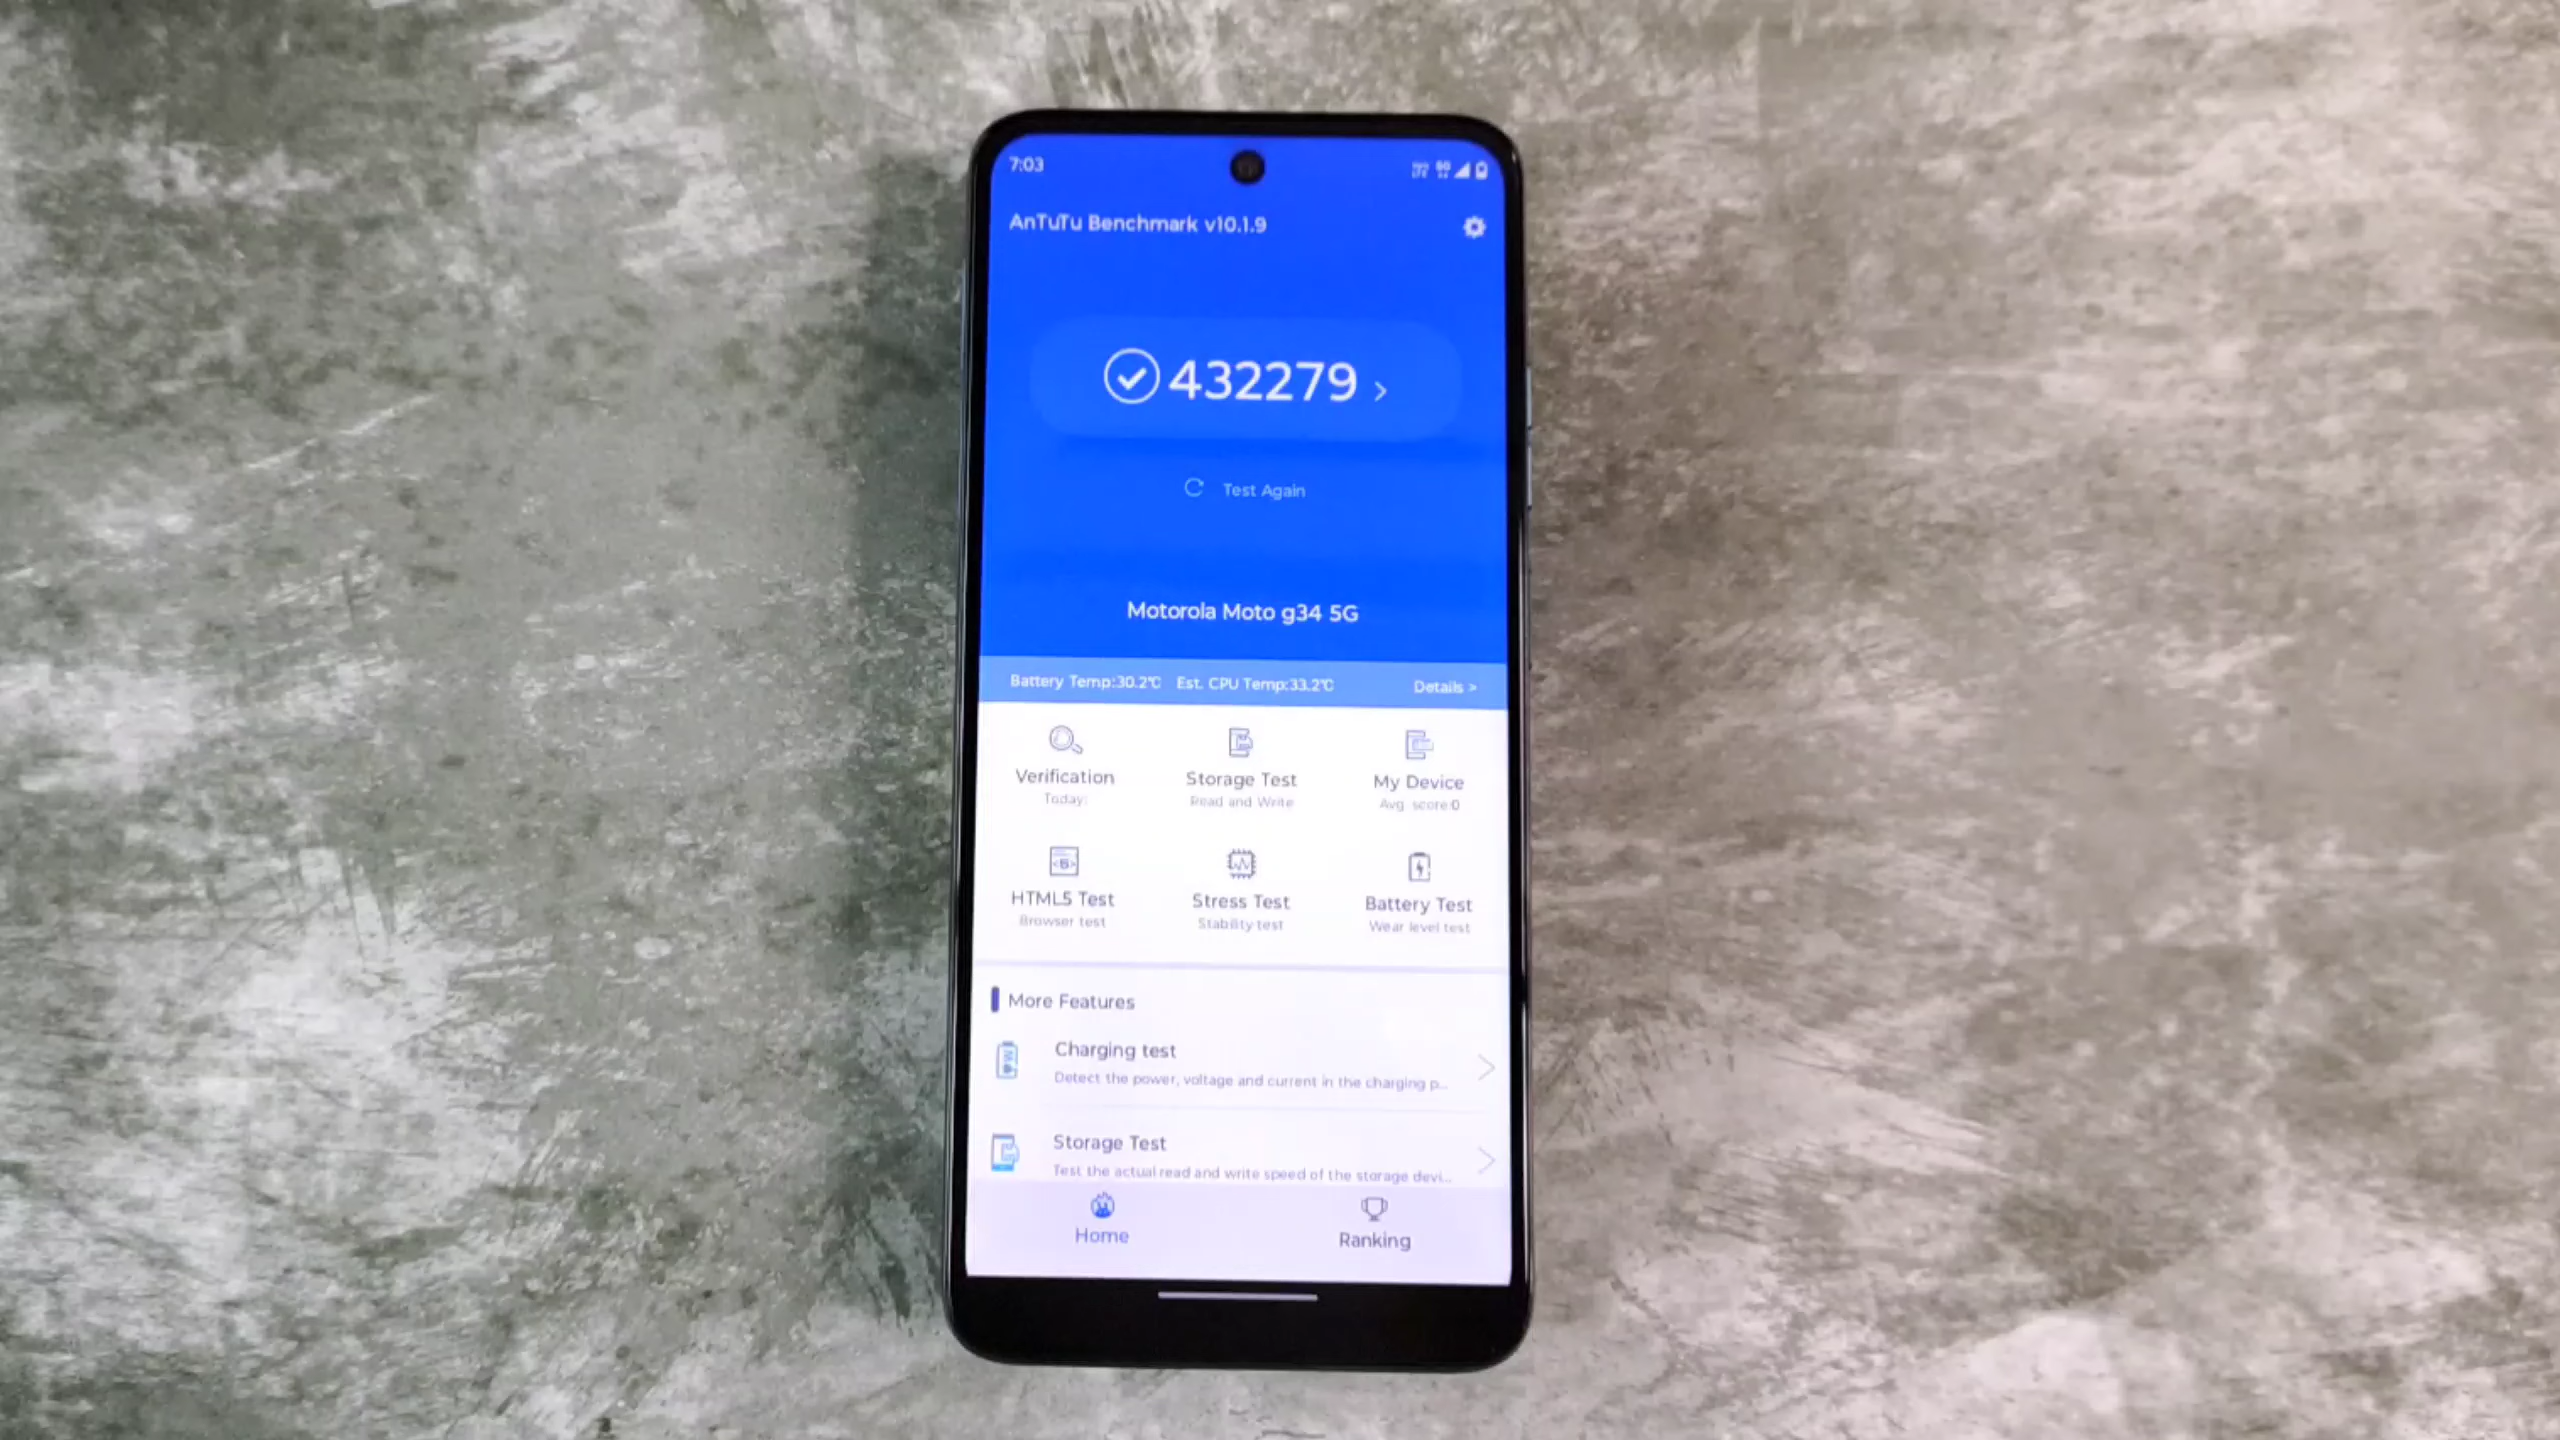 7:03
AnTuTu Benchmark v10.1.9
432279 >
Test Again
Motorola Moto g34 5G
Battery Temp:30.2℃ Est. CPU Temp:33.2℃ Details >
Verification Storage Test My Device
Today: Read and Write Avg. score:0
HTML5 Test Stress Test Battery Test
Browser test Stability test Wear level test
More Features
Charging test
Detect the power, voltage and current in the charging p...
Storage Test
Test the actual read and write speed of the storage devi...
Home Ranking